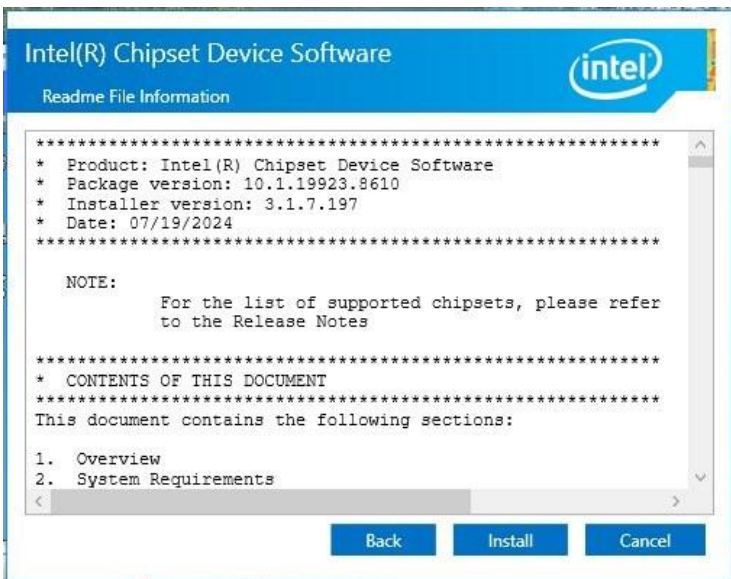 Intel(R) Chipset Device Software
intel
Readme File Information
************************************************************
*  Product: Intel(R) Chipset Device Software
*  Package version: 10.1.19923.8610
*  Installer version: 3.1.7.197
*  Date: 07/19/2024
************************************************************
NOTE:
For the list of supported chipsets, please refer
to the Release Notes
************************************************************
*  CONTENTS OF THIS DOCUMENT
************************************************************
This document contains the following sections:
1.  Overview
2.  System Requirements
Back
Install
Cancel